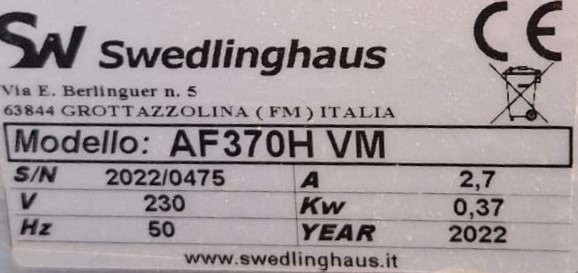 SW Swedlinghaus CE
Via E. Berlinguer n. 5
63844 GROTTAZZOLINA ( FM ) ITALIA
Modello: AF370H VM
S/N 2022/0475 A 2,7
V 230 Kw 0,37
Hz 50 YEAR 2022
www.swedlinghaus.it